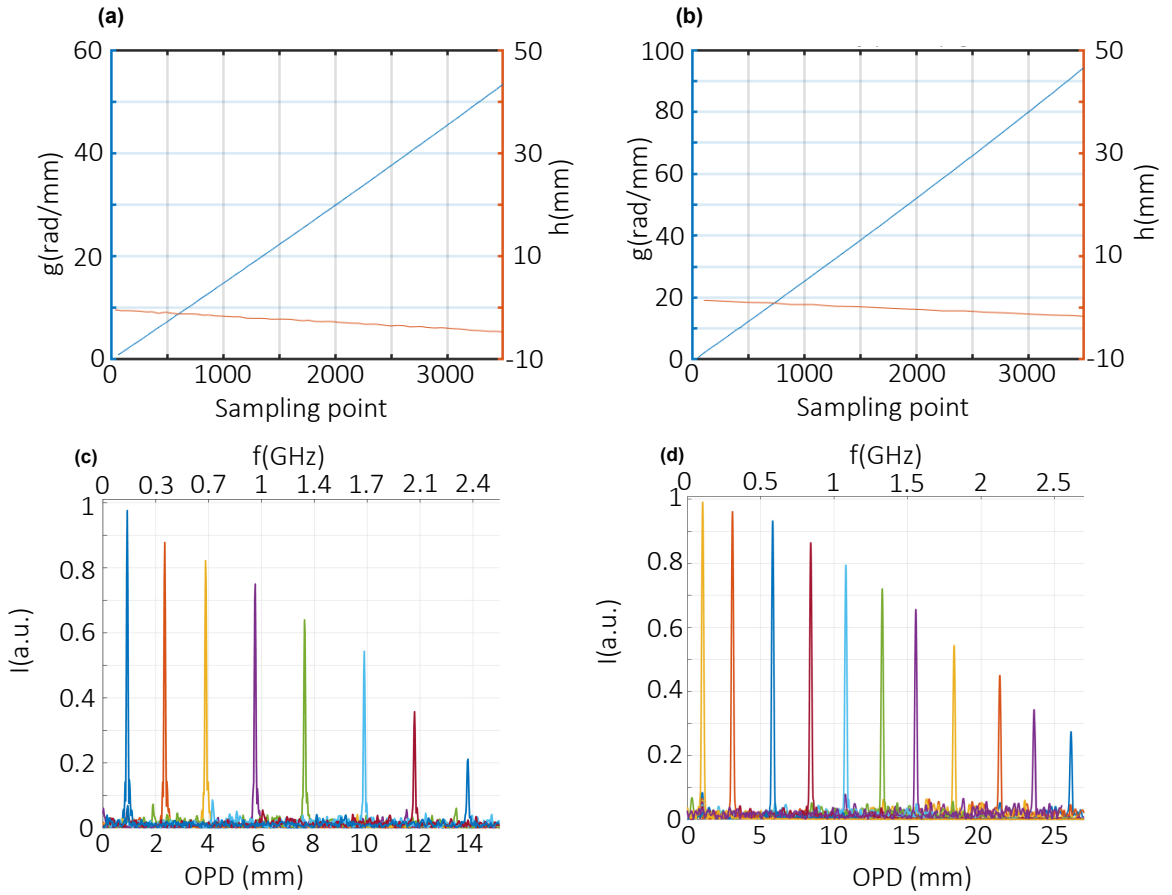 (a)
(b)
60
40
20
0
g(rad/mm)
50
30
10
-10
h(mm)
0 1000 2000 3000
Sampling point
100
80
60
40
20
0
g(rad/mm)
50
30
10
-10
h(mm)
0 1000 2000 3000
Sampling point
(c)
f(GHz)
0 0.3 0.7 1 1.4 1.7 2.1 2.4
1
0.8
0.6
0.4
0.2
0
I(a.u.)
0 2 4 6 8 10 12 14
OPD (mm)
(d)
f(GHz)
0 0.5 1 1.5 2 2.5
1
0.8
0.6
0.4
0.2
0
I(a.u.)
0 5 10 15 20 25
OPD (mm)